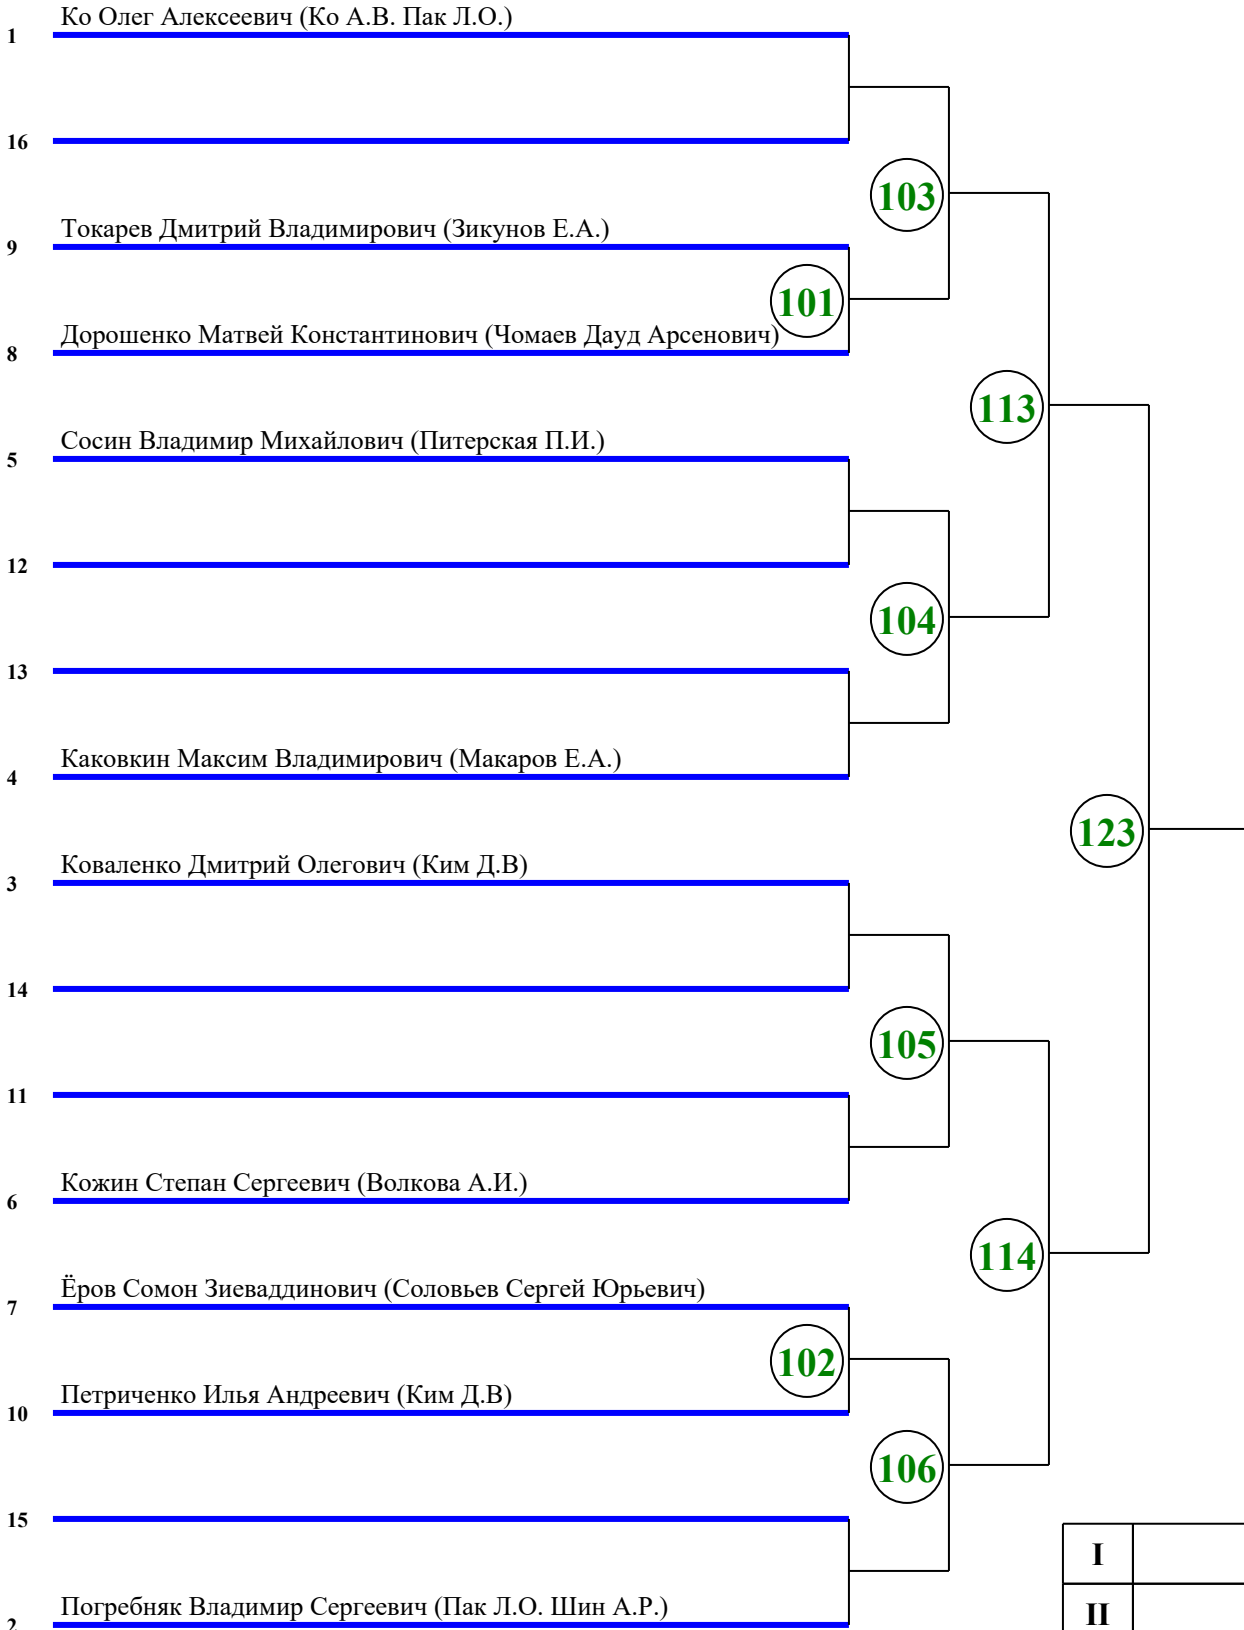 Ко Олег Алексеевич (Ко А.В. Пак Л.О.)
1
16
103
Токарев Дмитрий Владимирович (Зикунов Е.А.)
9
101
Дорошенко Матвей Константинович (Чомаев Дауд Арсенович)
8
113
Сосин Владимир Михайлович (Питерская П.И.)
5
12
104
13
Каковкин Максим Владимирович (Макаров Е.А.)
4
123
Коваленко Дмитрий Олегович (Ким Д.В)
3
14
105
11
Кожин Степан Сергеевич (Волкова А.И.)
6
114
Ёров Сомон Зиеваддинович (Соловьев Сергей Юрьевич)
7
102
Петриченко Илья Андреевич (Ким Д.В)
10
106
15
I
Погребняк Владимир Сергеевич (Пак Л.О. Шин А.Р.)
2
II